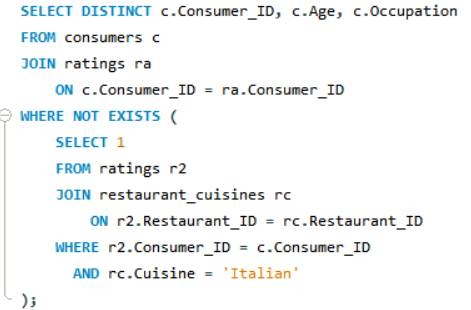 SELECT DISTINCT c.Consumer_ID, c.Age, c.Occupation
FROM consumers c
JOIN ratings ra
    ON c.Consumer_ID = ra.Consumer_ID
WHERE NOT EXISTS (
    SELECT 1
    FROM ratings r2
    JOIN restaurant_cuisines rc
        ON r2.Restaurant_ID = rc.Restaurant_ID
    WHERE r2.Consumer_ID = c.Consumer_ID
      AND rc.Cuisine = 'Italian'
);